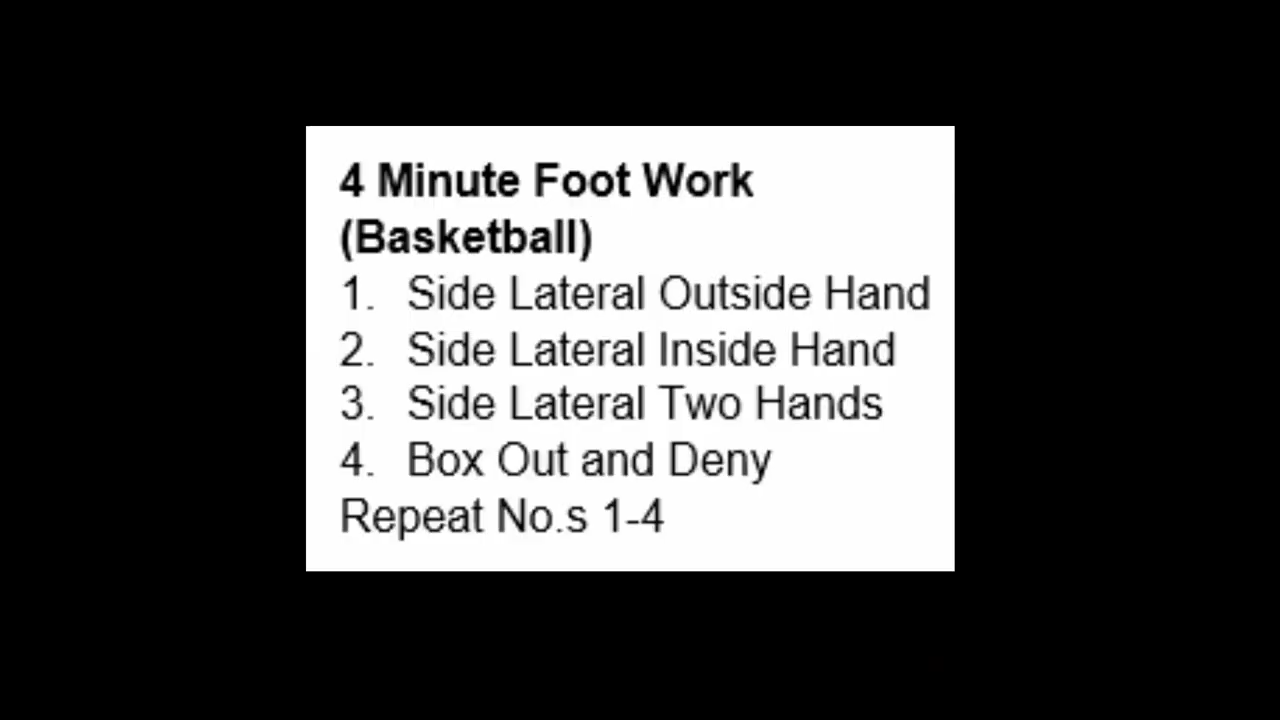 4 Minute Foot Work
(Basketball)
1. Side Lateral Outside Hand
2. Side Lateral Inside Hand
3. Side Lateral Two Hands
4. Box Out and Deny
Repeat No.s 1-4